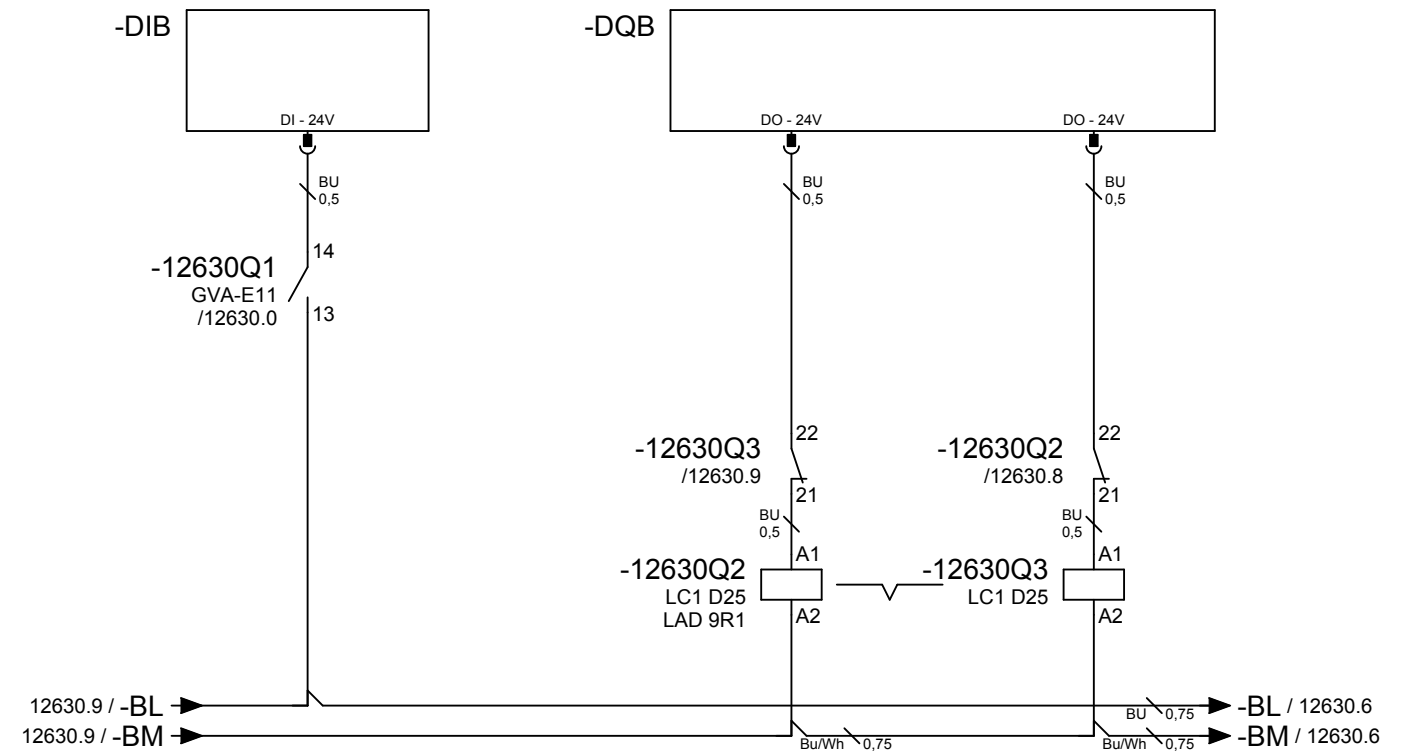 -DIB
-DQB
DI - 24V
DO - 24V
DO - 24V
BU
0,5
BU
0,5
BU
0,5
14
-12630Q1
GVA-E11
/12630.0
13
22
-12630Q3
/12630.9
21
22
-12630Q2
/12630.8
21
BU
0,5
BU
0,5
A1
-12630Q2
LC1 D25
LAD 9R1
A2
A1
-12630Q3
LC1 D25
A2
12630.9 / -BL
BU 0,75
-BL / 12630.6
12630.9 / -BM
Bu/Wh 0,75
Bu/Wh 0,75
-BM / 12630.6